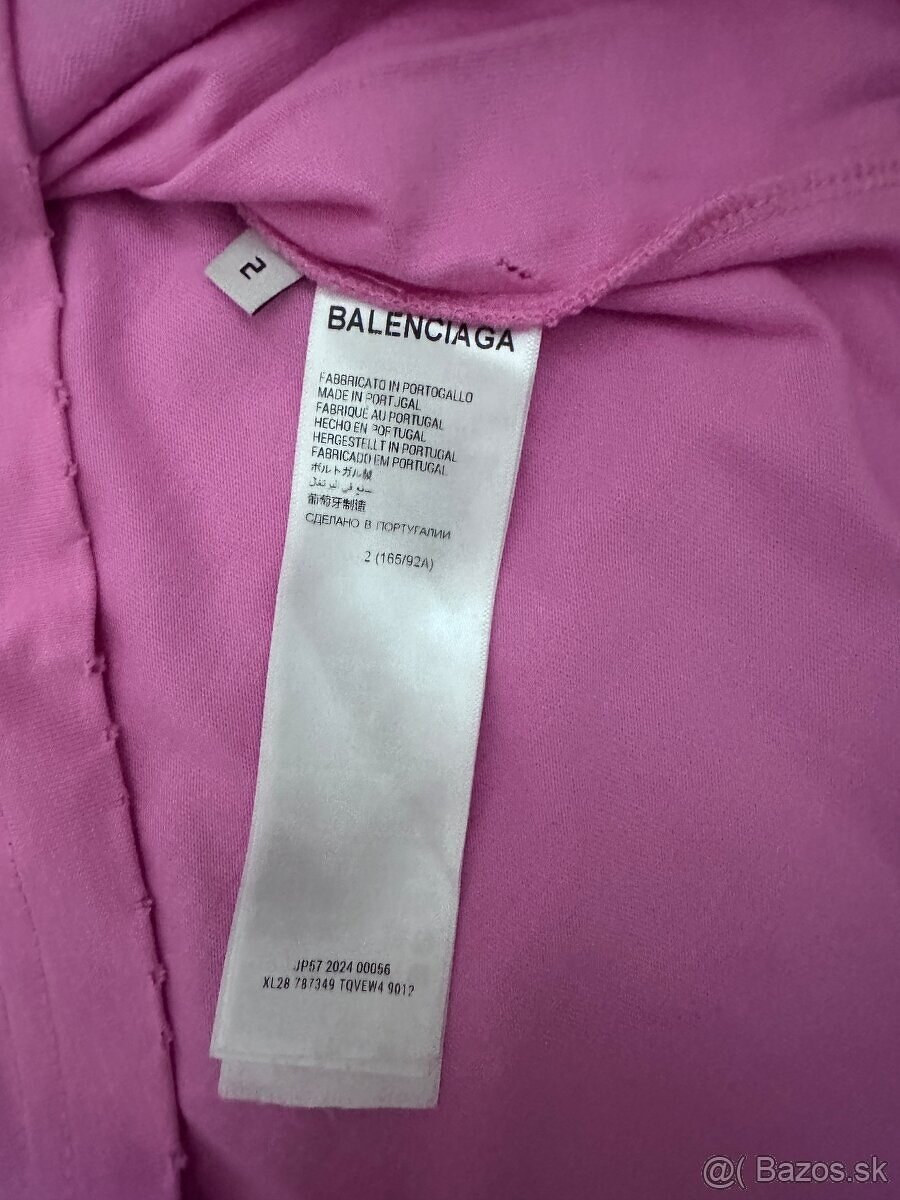 2
BALENCIAGA
FABBRICATO IN PORTOGALLO
MADE IN PORTUGAL
FABRIQUÉ AU PORTUGAL
HECHO EN PORTUGAL
HERGESTELLT IN PORTUGAL
FABRICADO EM PORTUGAL
ポルトガル製
صنع في البرتغال
葡萄牙制造
СДЕЛАНО В ПОРТУГАЛИИ
2 (165/92A)
JP57 2024 00056
XL28 787349 TQVEW4 9012
@( Bazos.sk